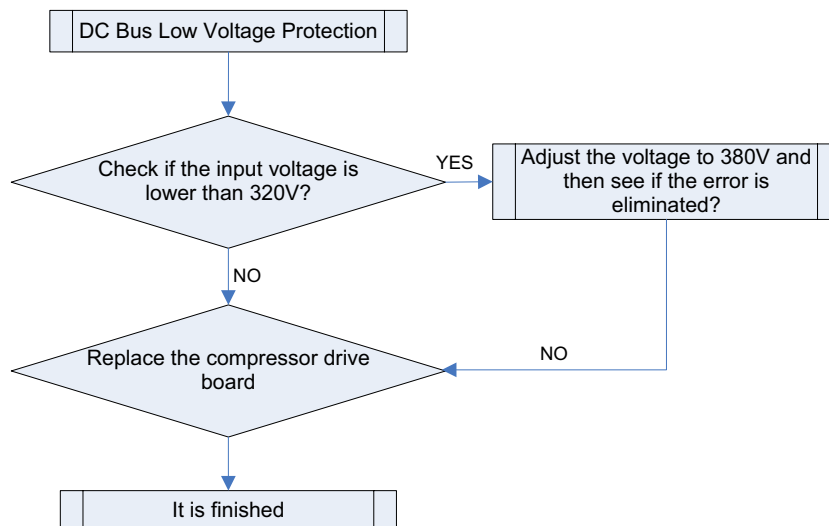 DC Bus Low Voltage Protection
Check if the input voltage is
lower than 320V?
YES
Adjust the voltage to 380V and
then see if the error is
eliminated?
NO
NO
Replace the compressor drive
board
It is finished